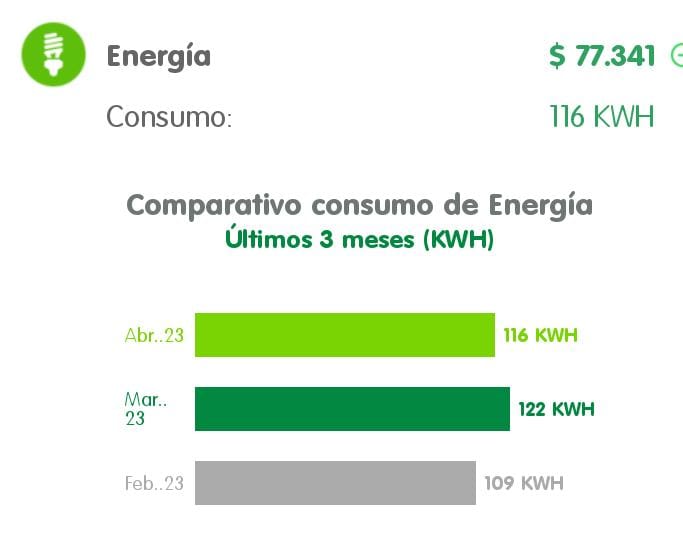 Energía $ 77.341
Consumo: 116 KWH
Comparativo consumo de Energía
Últimos 3 meses (KWH)
Abr..23 116 KWH
Mar..
23 122 KWH
Feb..23 109 KWH